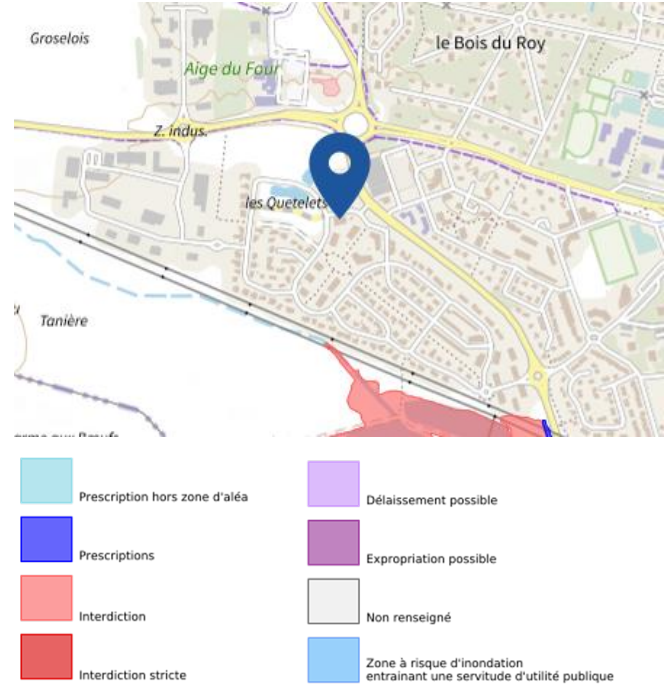 Groselois
le Bois du Roy
Aige du Four
Z. indus.
les Quetelets
Tanière
Prescription hors zone d'aléa
Délaissement possible
Prescriptions
Expropriation possible
Interdiction
Non renseigné
Interdiction stricte
Zone à risque d'inondation
entrainant une servitude d'utilité publique